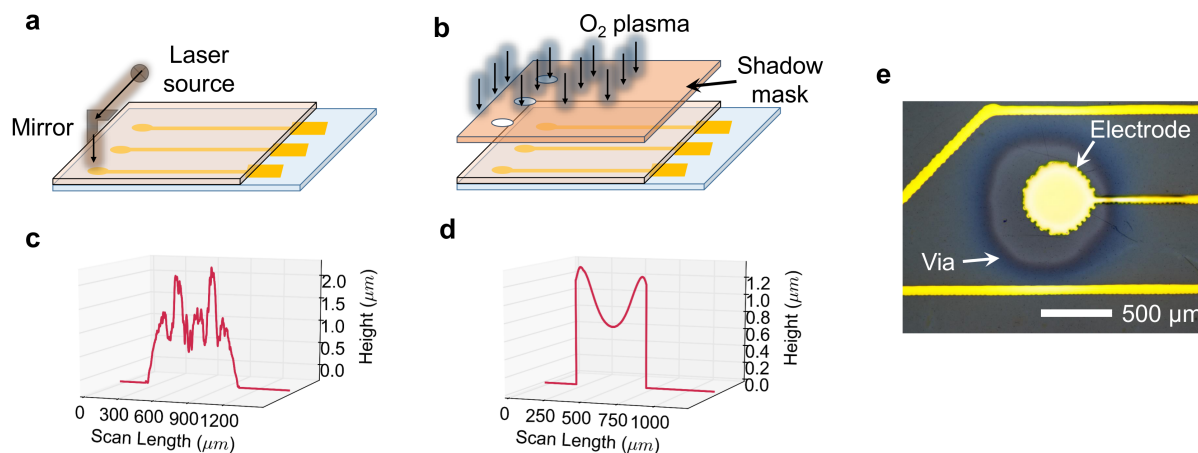 a
Laser
source
Mirror
b
O₂ plasma
Shadow
mask
c
2.0
1.5
1.0
0.5
0.0
Height (μm)
0 300 600 900 1200
Scan Length (μm)
d
1.2
1.0
0.8
0.6
0.4
0.2
0.0
Height (μm)
0 250 500 750 1000
Scan Length (μm)
e
Electrode
Via
500 μm